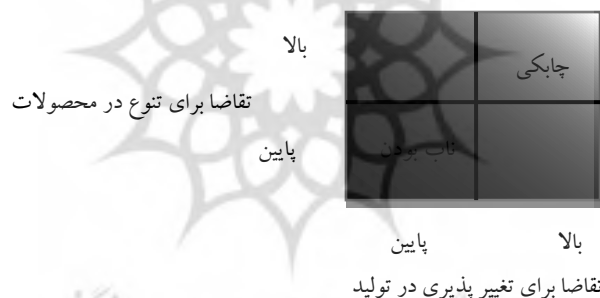 بالا
چابکی
تقاضا برای تنوع در محصولات
پایین
ناب بودن
بالا
پایین
تقاضا برای تغییر پذیری در تولید